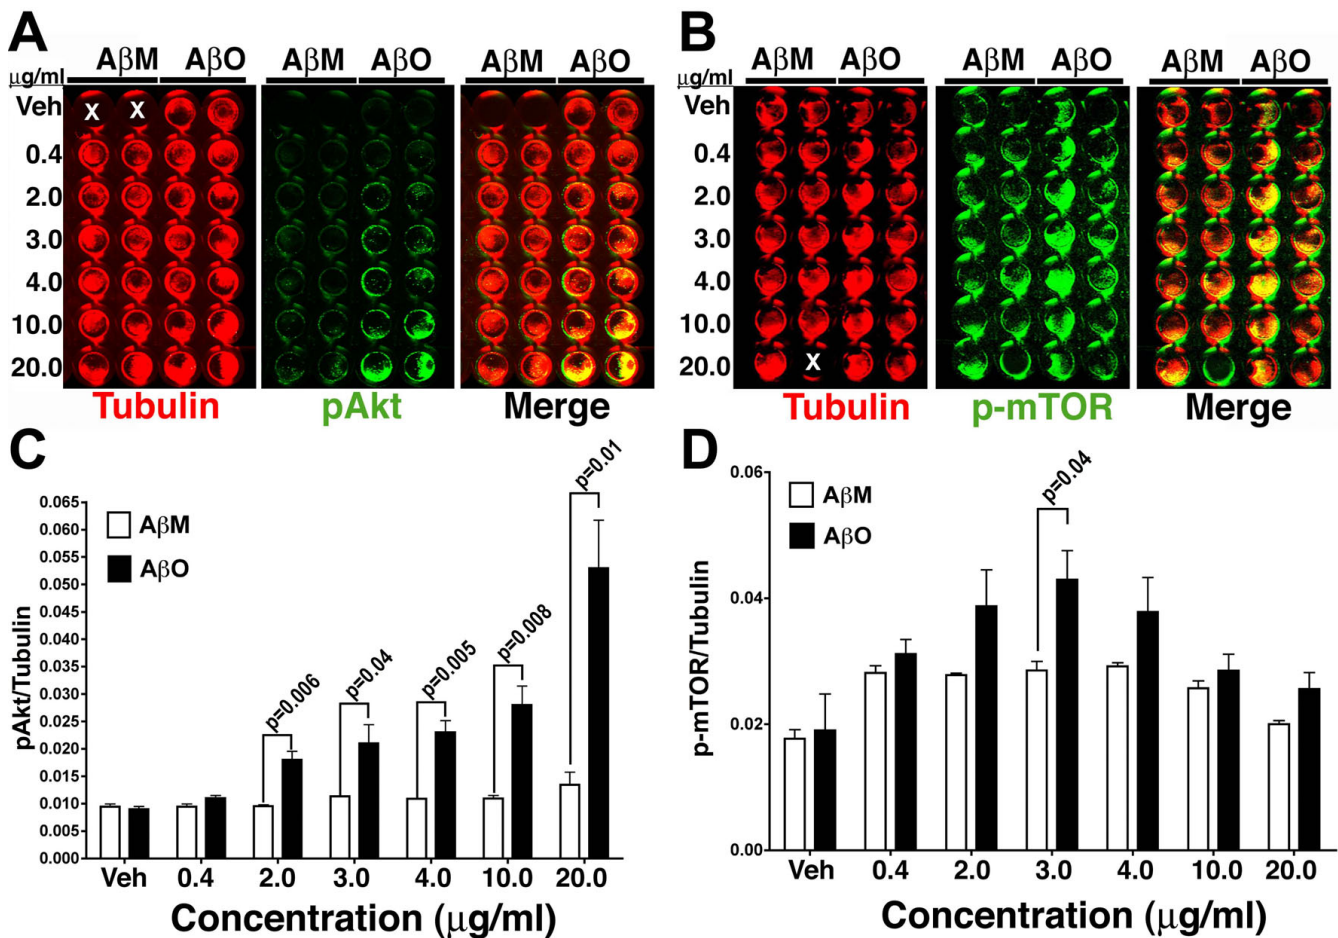 A
AβM AβO AβM AβO AβM AβO
μg/ml
Veh X X
0.4
2.0
3.0
4.0
10.0
20.0
Tubulin pAkt Merge
B
AβM AβO AβM AβO AβM AβO
Veh
0.4
2.0
3.0
4.0
10.0
20.0 X
Tubulin p-mTOR Merge
C
pAkt/Tubulin
0.065
0.060
0.055
0.050
0.045
0.040
0.035
0.030
0.025
0.020
0.015
0.010
0.005
0.000
AβM
AβO
p=0.006
p=0.04
p=0.005
p=0.008
p=0.01
Veh 0.4 2.0 3.0 4.0 10.0 20.0
Concentration (μg/ml)
D
p-mTOR/Tubulin
0.06
0.04
0.02
0.00
AβM
AβO
p=0.04
Veh 0.4 2.0 3.0 4.0 10.0 20.0
Concentration (μg/ml)